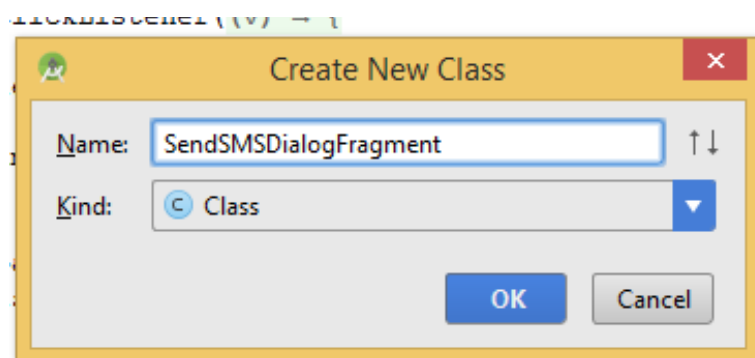 Create New Class
Name: SendSMSDialogFragment
Kind: Class
OK Cancel